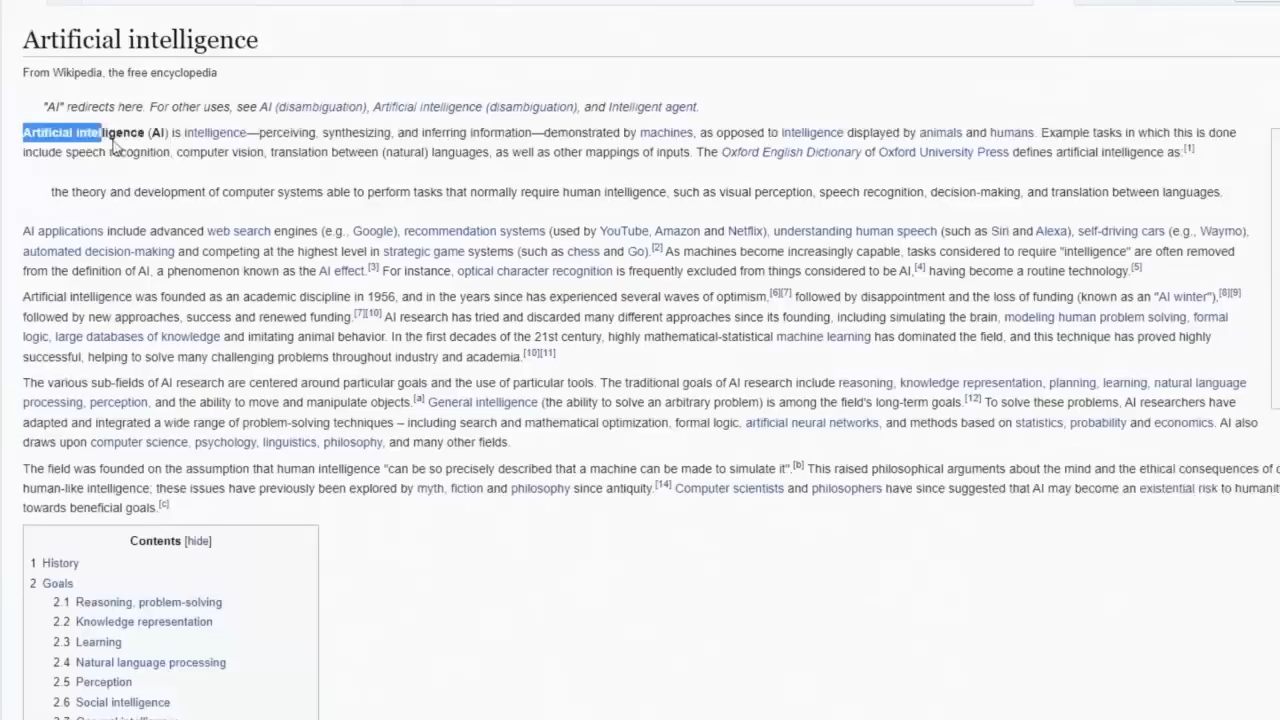 Artificial intelligence
From Wikipedia, the free encyclopedia
"AI" redirects here. For other uses, see AI (disambiguation), Artificial intelligence (disambiguation), and Intelligent agent.
Artificial intelligence (AI) is intelligence—perceiving, synthesizing, and inferring information—demonstrated by machines, as opposed to intelligence displayed by animals and humans. Example tasks in which this is done
include speech recognition, computer vision, translation between (natural) languages, as well as other mappings of inputs. The Oxford English Dictionary of Oxford University Press defines artificial intelligence as:[1]
the theory and development of computer systems able to perform tasks that normally require human intelligence, such as visual perception, speech recognition, decision-making, and translation between languages.
AI applications include advanced web search engines (e.g., Google), recommendation systems (used by YouTube, Amazon and Netflix), understanding human speech (such as Siri and Alexa), self-driving cars (e.g., Waymo),
automated decision-making and competing at the highest level in strategic game systems (such as chess and Go).[2] As machines become increasingly capable, tasks considered to require "intelligence" are often removed
from the definition of AI, a phenomenon known as the AI effect.[3] For instance, optical character recognition is frequently excluded from things considered to be AI,[4] having become a routine technology.[5]
Artificial intelligence was founded as an academic discipline in 1956, and in the years since has experienced several waves of optimism,[6][7] followed by disappointment and the loss of funding (known as an "AI winter"),[8][9]
followed by new approaches, success and renewed funding.[7][10] AI research has tried and discarded many different approaches since its founding, including simulating the brain, modeling human problem solving, formal
logic, large databases of knowledge and imitating animal behavior. In the first decades of the 21st century, highly mathematical-statistical machine learning has dominated the field, and this technique has proved highly
successful, helping to solve many challenging problems throughout industry and academia.[10][11]
The various sub-fields of AI research are centered around particular goals and the use of particular tools. The traditional goals of AI research include reasoning, knowledge representation, planning, learning, natural language
processing, perception, and the ability to move and manipulate objects.[a] General intelligence (the ability to solve an arbitrary problem) is among the field's long-term goals.[12] To solve these problems, AI researchers have
adapted and integrated a wide range of problem-solving techniques – including search and mathematical optimization, formal logic, artificial neural networks, and methods based on statistics, probability and economics. AI also
draws upon computer science, psychology, linguistics, philosophy, and many other fields.
The field was founded on the assumption that human intelligence "can be so precisely described that a machine can be made to simulate it".[b] This raised philosophical arguments about the mind and the ethical consequences of
human-like intelligence; these issues have previously been explored by myth, fiction and philosophy since antiquity.[14] Computer scientists and philosophers have since suggested that AI may become an existential risk to humanit
towards beneficial goals.[c]
Contents [hide]
1 History
2 Goals
2.1 Reasoning, problem-solving
2.2 Knowledge representation
2.3 Learning
2.4 Natural language processing
2.5 Perception
2.6 Social intelligence